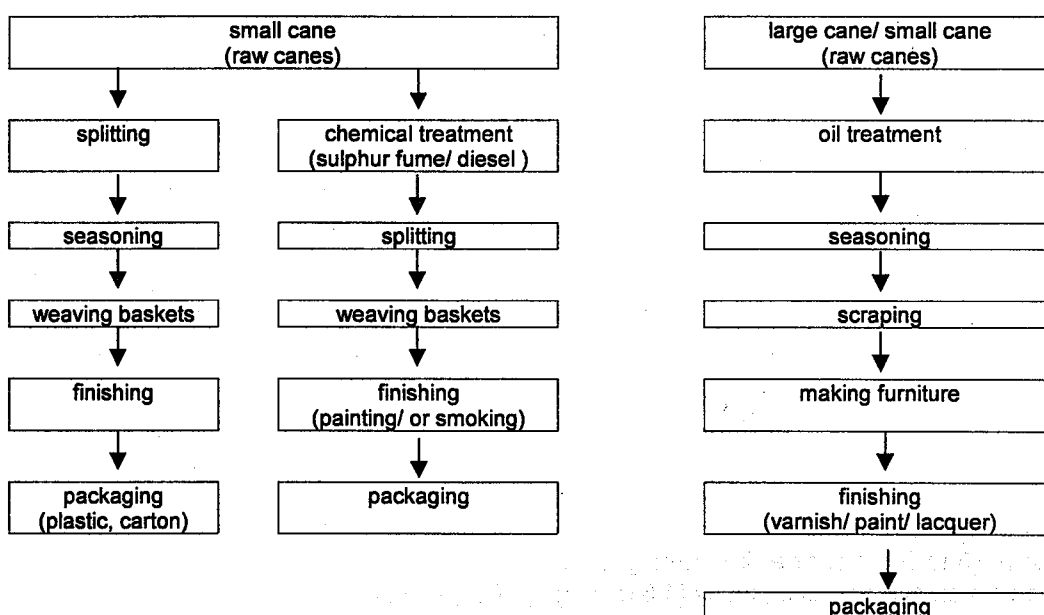 small cane
(raw canes)
splitting
seasoning
weaving baskets
finishing
packaging
(plastic, carton)
chemical treatment
(sulphur fume/ diesel )
splitting
weaving baskets
finishing
(painting/ or smoking)
packaging
large cane/ small cane
(raw canes)
oil treatment
seasoning
scraping
making furniture
finishing
(varnish/ paint/ lacquer)
packaging